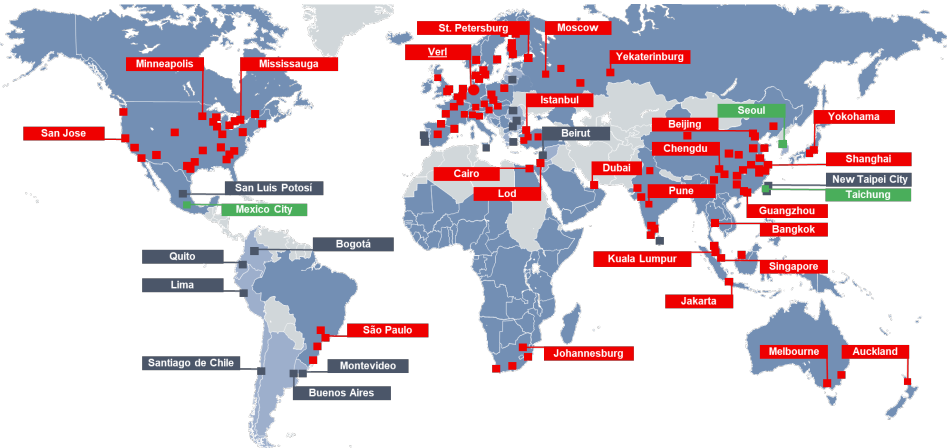 St. Petersburg
Moscow
Verl
Yekaterinburg
Minneapolis
Mississauga
Istanbul
Seoul
Yokohama
San Jose
Beirut
Beijing
Chengdu
Shanghai
Cairo
Dubai
New Taipei City
San Luis Potosí
Lod
Pune
Taichung
Mexico City
Guangzhou
Bangkok
Bogotá
Quito
Kuala Lumpur
Singapore
Lima
Jakarta
São Paulo
Johannesburg
Melbourne
Auckland
Santiago de Chile
Montevideo
Buenos Aires